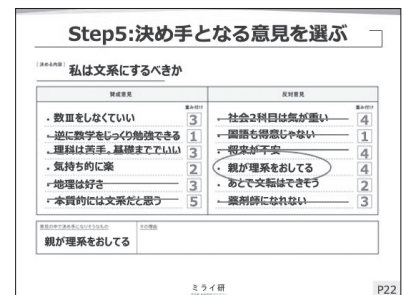 Step5:決め手となる意見を選ぶ
【決める内容】 私は文系にするべきか
賛成意見
重み付け
・数Ⅲをしなくていい 3
・逆に数学をじっくり勉強できる 1
・理科は苦手。基礎まででいい 3
・気持ち的に楽 2
・地理は好き 3
・本質的には文系だと思う 5
反対意見
重み付け
・社会2科目は気が重い 4
・国語も得意じゃない 1
・将来が不安 4
・親が理系をおしてる 4
・あとで文転はできそう 2
・薬剤師になれない 3
意見の中で決め手になりそうなもの
親が理系をおしてる
その理由
ミライ研
P22